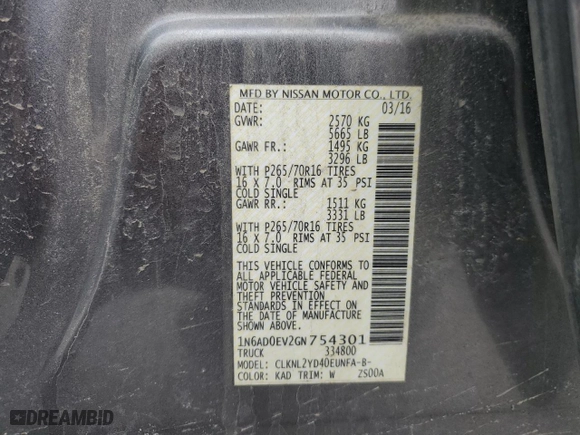 MFD BY NISSAN MOTOR CO., LTD.
DATE: 03/16
GVWR: 2570 KG
5665 LB
GAWR FR.: 1495 KG
3296 LB
WITH P265/70R16 TIRES
16 X 7.0 RIMS AT 35 PSI
COLD SINGLE
GAWR RR.: 1511 KG
3331 LB
WITH P265/70R16 TIRES
16 X 7.0 RIMS AT 35 PSI
COLD SINGLE
THIS VEHICLE CONFORMS TO
ALL APPLICABLE FEDERAL
MOTOR VEHICLE SAFETY AND
THEFT PREVENTION
STANDARDS IN EFFECT ON
THE DATE OF MANUFACTURE
SHOWN ABOVE.
1N6AD0EV2GN754301
TRUCK 334800
MODEL: CLKNLZYD40EUNFA-B-
COLOR: KAD TRIM: W ZS00A
DREAMBID